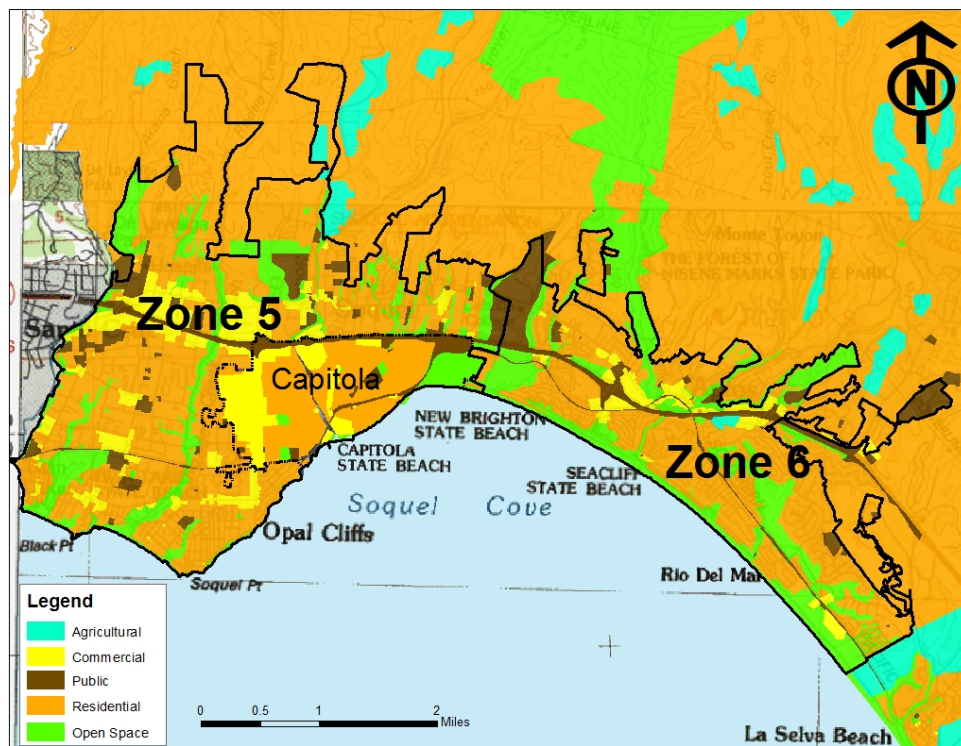 N
Zone 5
Capitola
Zone 6
Monte Toyon
THE FOREST OF
NISENE MARKS STATE PARK
NEW BRIGHTON
STATE BEACH
CAPITOLA
STATE BEACH
SEACLIFF
STATE BEACH
Soquel Cove
Opal Cliffs
Black Pt
Soquel Pt
Rio Del Mar
La Selva Beach
Legend
Agricultural
Commercial
Public
Residential
Open Space
0 0.5 1 2
Miles